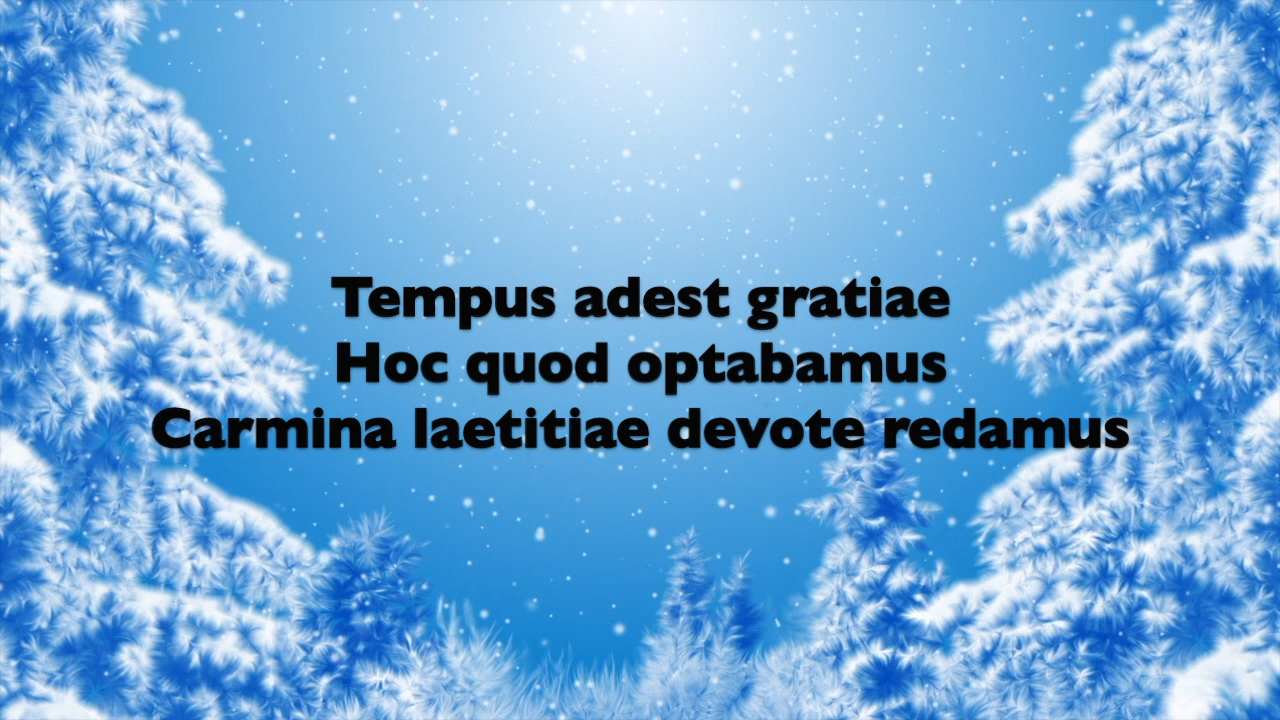 Tempus adest gratiae
Hoc quod optabamus
Carmina laetitiae devote redamus